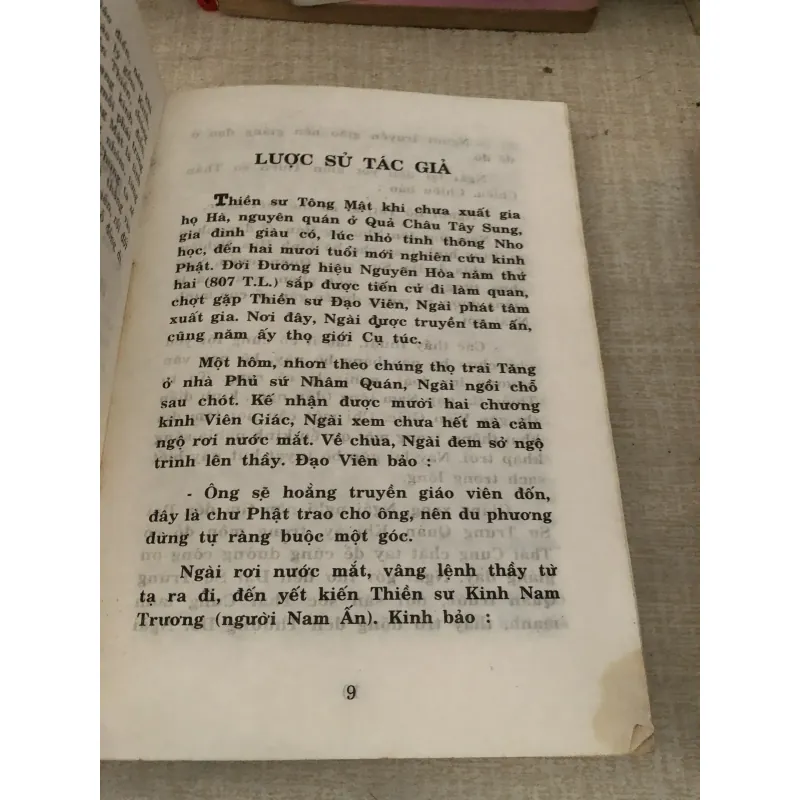 LƯỢC SỬ TÁC GIẢ
Thiền sư Tông Mật khi chưa xuất gia
họ Hà, nguyên quán ở Quả Châu Tây Sung,
gia đình giàu có, lúc nhỏ tinh thông Nho
học, đến hai mươi tuổi mới nghiên cứu kinh
Phật. Đời Đường hiệu Nguyên Hòa năm thứ
hai (807 T.L.) sắp được tiến cử đi làm quan,
chợt gặp Thiền sư Đạo Viên, Ngài phát tâm
xuất gia. Nơi đây, Ngài được truyền tâm ấn,
cũng năm ấy thọ giới Cụ túc.
Một hôm, nhơn theo chúng thọ trai Tăng
ở nhà Phủ sứ Nhâm Quán, Ngài ngồi chỗ
sau chót. Kế nhận được mười hai chương
kinh Viên Giác, Ngài xem chưa hết mà cảm
ngộ rơi nước mắt. Về chùa, Ngài đem sở ngộ
trình lên thầy. Đạo Viên bảo :
- Ông sẽ hoằng truyền giáo viên đốn,
đây là chư Phật trao cho ông, nên du phương
đừng tự ràng buộc một góc.
Ngài rơi nước mắt, vâng lệnh thầy từ
tạ ra đi, đến yết kiến Thiền sư Kinh Nam
Trương (người Nam Ấn). Kinh bảo :
9